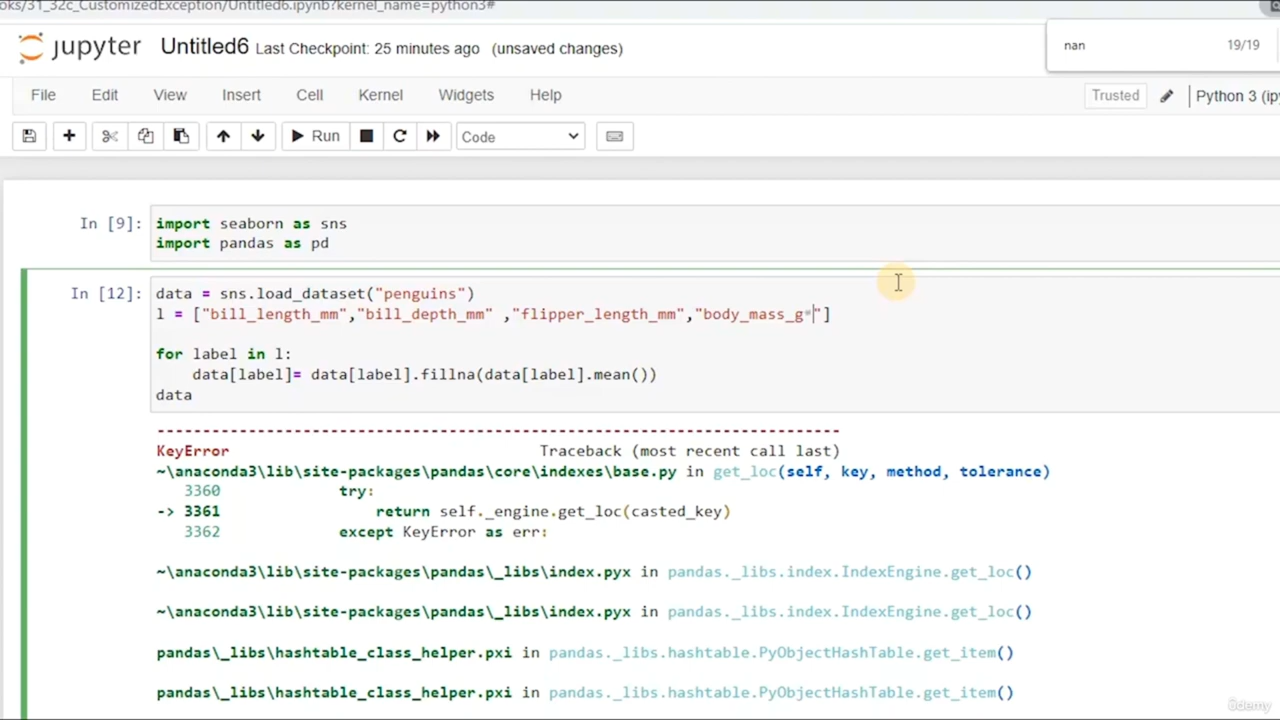 oks/31_32c_CustomizedException/Untitled6.ipynb?kernel_name=python3#
jupyter Untitled6 Last Checkpoint: 25 minutes ago (unsaved changes)
nan 19/19
File Edit View Insert Cell Kernel Widgets Help
Trusted Python 3 (ipy
Run Code
In [9]: import seaborn as sns
import pandas as pd
In [12]: data = sns.load_dataset("penguins")
l = ["bill_length_mm","bill_depth_mm" ,"flipper_length_mm","body_mass_g*"]
for label in l:
data[label]= data[label].fillna(data[label].mean())
data
---------------------------------------------------------------------------
KeyError Traceback (most recent call last)
~\anaconda3\lib\site-packages\pandas\core\indexes\base.py in get_loc(self, key, method, tolerance)
3360 try:
-> 3361 return self._engine.get_loc(casted_key)
3362 except KeyError as err:
~\anaconda3\lib\site-packages\pandas\_libs\index.pyx in pandas._libs.index.IndexEngine.get_loc()
~\anaconda3\lib\site-packages\pandas\_libs\index.pyx in pandas._libs.index.IndexEngine.get_loc()
pandas\_libs\hashtable_class_helper.pxi in pandas._libs.hashtable.PyObjectHashTable.get_item()
pandas\_libs\hashtable_class_helper.pxi in pandas._libs.hashtable.PyObjectHashTable.get_item()
ûdemy